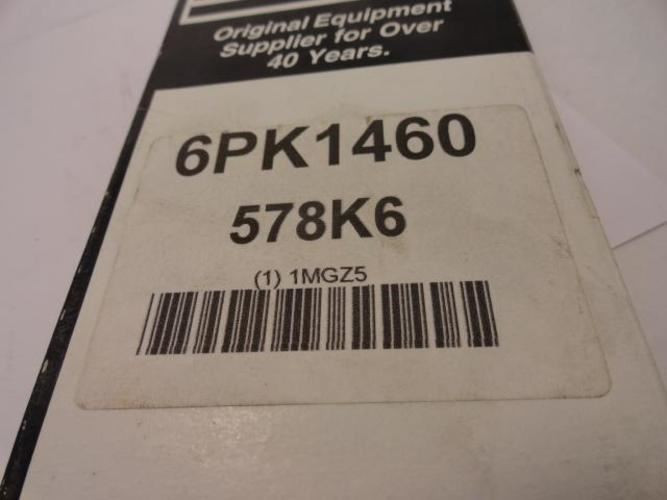 Original Equipment
Supplier for Over
40 Years.
6PK1460
578K6
(1) 1MGZ5